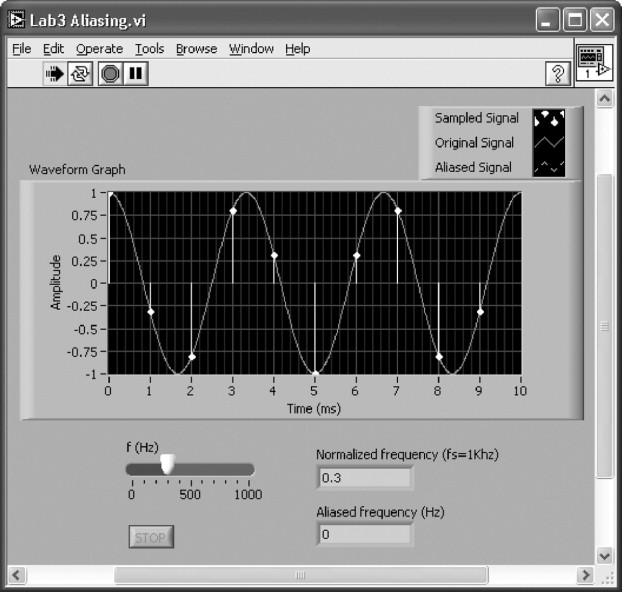 Lab3 Aliasing.vi
File Edit Operate Tools Browse Window Help
?
1
Sampled Signal
Original Signal
Aliased Signal
Waveform Graph
Amplitude
1
0.75
0.5
0.25
0
-0.25
-0.5
-0.75
-1
0 1 2 3 4 5 6 7 8 9 10
Time (ms)
f (Hz)
0 500 1000
STOP
Normalized frequency (fs=1Khz)
0.3
Aliased frequency (Hz)
0